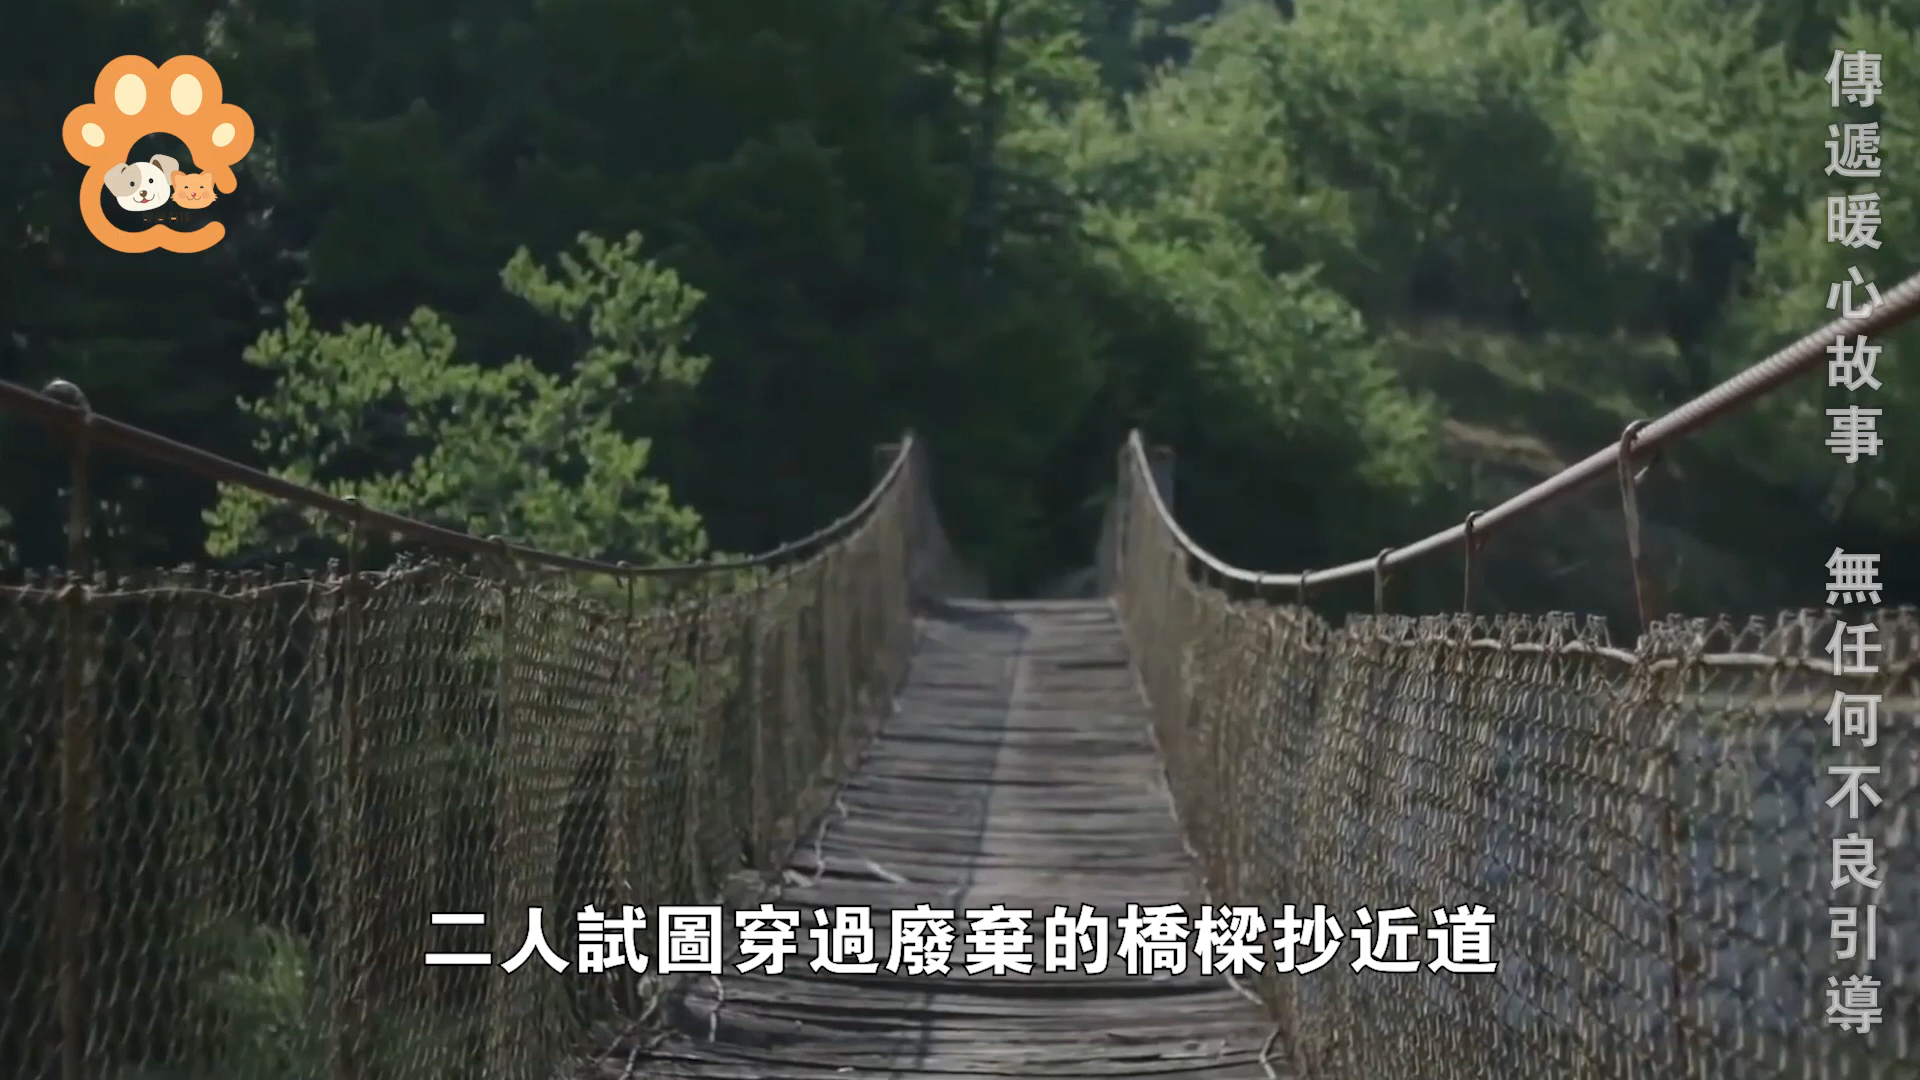 傳遞暖心故事 無任何不良引導
二人試圖穿過廢棄的橋樑抄近道